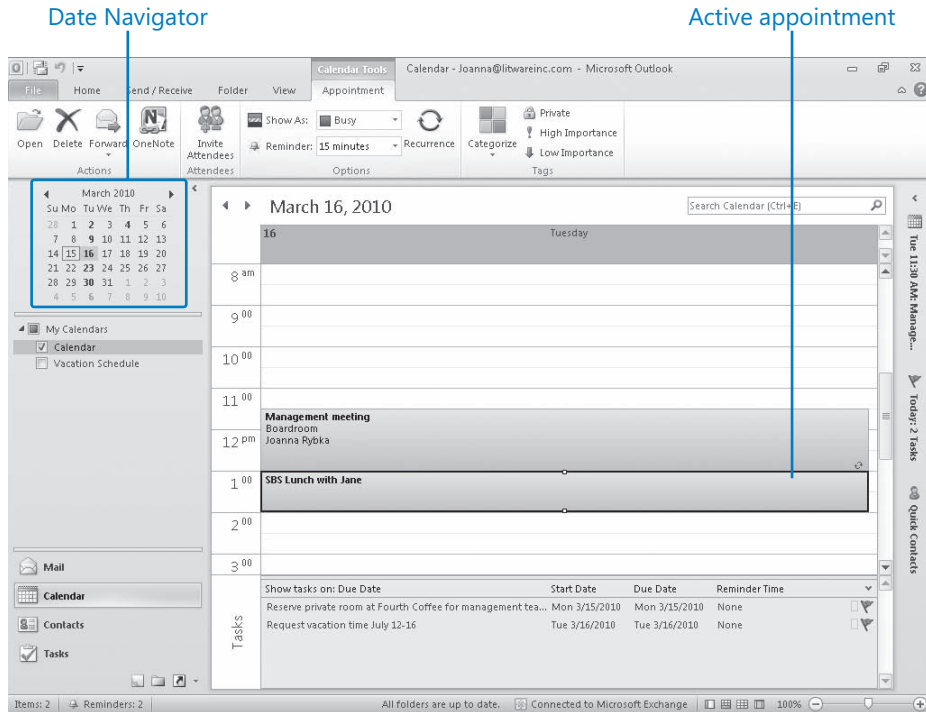 Date Navigator Active appointment
Calendar Tools Calendar - Joanna@litwareinc.com - Microsoft Outlook
File Home Send / Receive Folder View Appointment
Open Delete Forward OneNote
Actions
Invite Attendees
Attendees
Show As: Busy
Reminder: 15 minutes
Recurrence
Options
Categorize
Private
High Importance
Low Importance
Tags
March 2010
Su Mo Tu We Th Fr Sa
28 1 2 3 4 5 6
7 8 9 10 11 12 13
14 15 16 17 18 19 20
21 22 23 24 25 26 27
28 29 30 31 1 2 3
4 5 6 7 8 9 10
My Calendars
Calendar
Vacation Schedule
Mail
Calendar
Contacts
Tasks
March 16, 2010 Search Calendar (Ctrl+E)
16 Tuesday
8 am
9 00
10 00
11 00
Management meeting
Boardroom
12 pm Joanna Rybka
1 00 SBS Lunch with Jane
2 00
3 00
Tasks
Show tasks on: Due Date Start Date Due Date Reminder Time
Reserve private room at Fourth Coffee for management tea... Mon 3/15/2010 Mon 3/15/2010 None
Request vacation time July 12-16 Tue 3/16/2010 Tue 3/16/2010 None
Tue 11:30 AM: Manage...
Today: 2 Tasks
Quick Contacts
Items: 2 Reminders: 2 All folders are up to date. Connected to Microsoft Exchange 100%